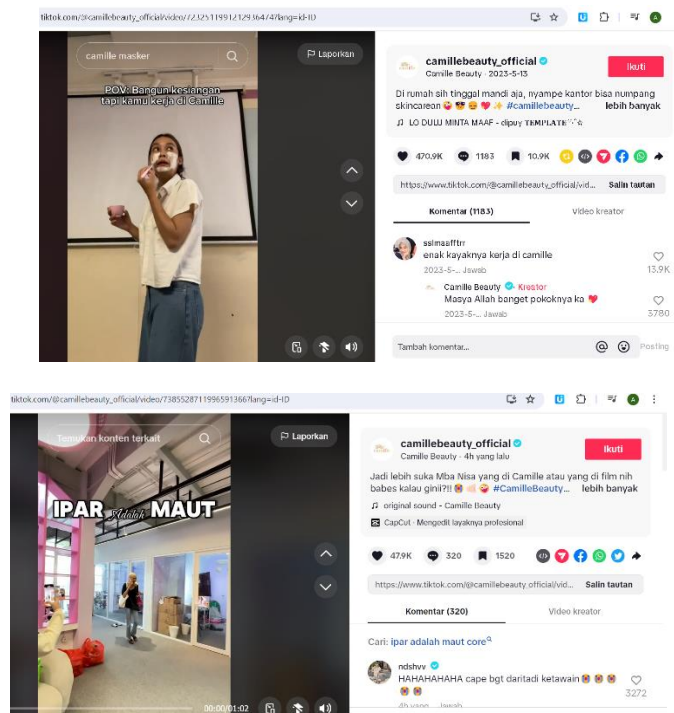 tiktok.com/@camillebeauty_official/video/7232511991212936474?lang=id-ID
camille masker
Laporkan
POV: Bangun kesiangan
tapi kamu kerja di Camille
camillebeauty_official
Camille Beauty · 2023-5-13
Ikuti
Di rumah sih tinggal mandi aja, nyampe kantor bisa numpang
skincarean #camillebeauty... lebih banyak
LO DULU MINTA MAAF - dipuy TEMPLATE
470.9K 1183 10.9K
https://www.tiktok.com/@camillebeauty_official/vid... Salin tautan
Komentar (1183) Video kreator
sslmaafftrr
enak kayaknya kerja di camille
2023-5-... Jawab
13.9K
Camille Beauty · Kreator
Masya Allah banget pokoknya ka
2023-5-... Jawab
3780
Tambah komentar...
Posting
tiktok.com/@camillebeauty_official/video/7385528711996591366?lang=id-ID
Temukan konten terkait
Laporkan
IPAR Adalah MAUT
00:00/01:02
camillebeauty_official
Camille Beauty · 4h yang lalu
Ikuti
Jadi lebih suka Mba Nisa yang di Camille atau yang di film nih
babes kalau ginii?!! #CamilleBeauty... lebih banyak
original sound - Camille Beauty
CapCut · Mengedit layaknya profesional
47.9K 320 1520
https://www.tiktok.com/@camillebeauty_official/vid... Salin tautan
Komentar (320) Video kreator
Cari: ipar adalah maut core
ndshvv
HAHAHAHAHA cape bgt daritadi ketawain
3272
4h yang... Jawab